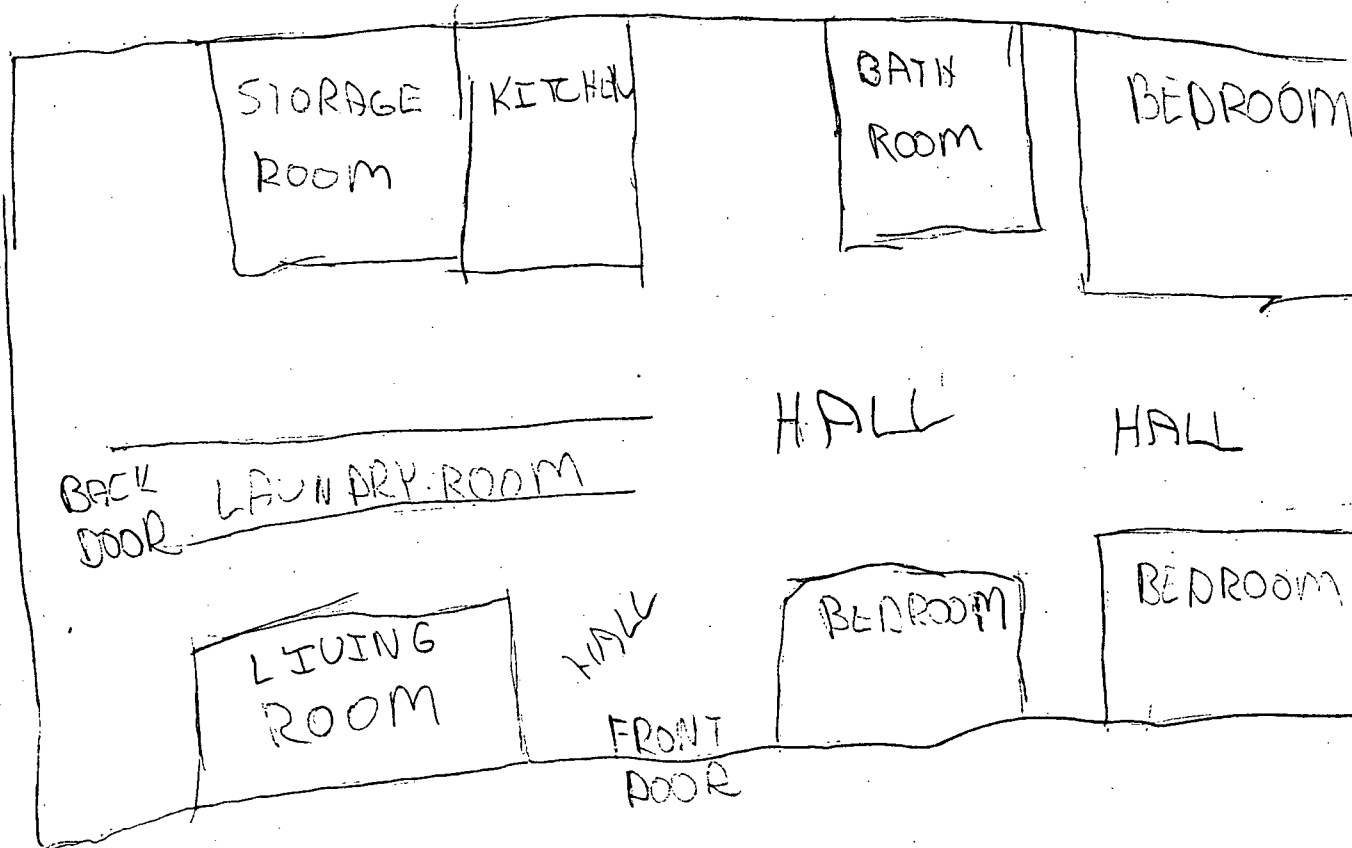 STORAGE
ROOM
KITCHEN
BATH
ROOM
BEDROOM
HALL
HALL
BACK
DOOR
LAUNDRY ROOM
LIVING
ROOM
HALL
FRONT
DOOR
BEDROOM
BEDROOM